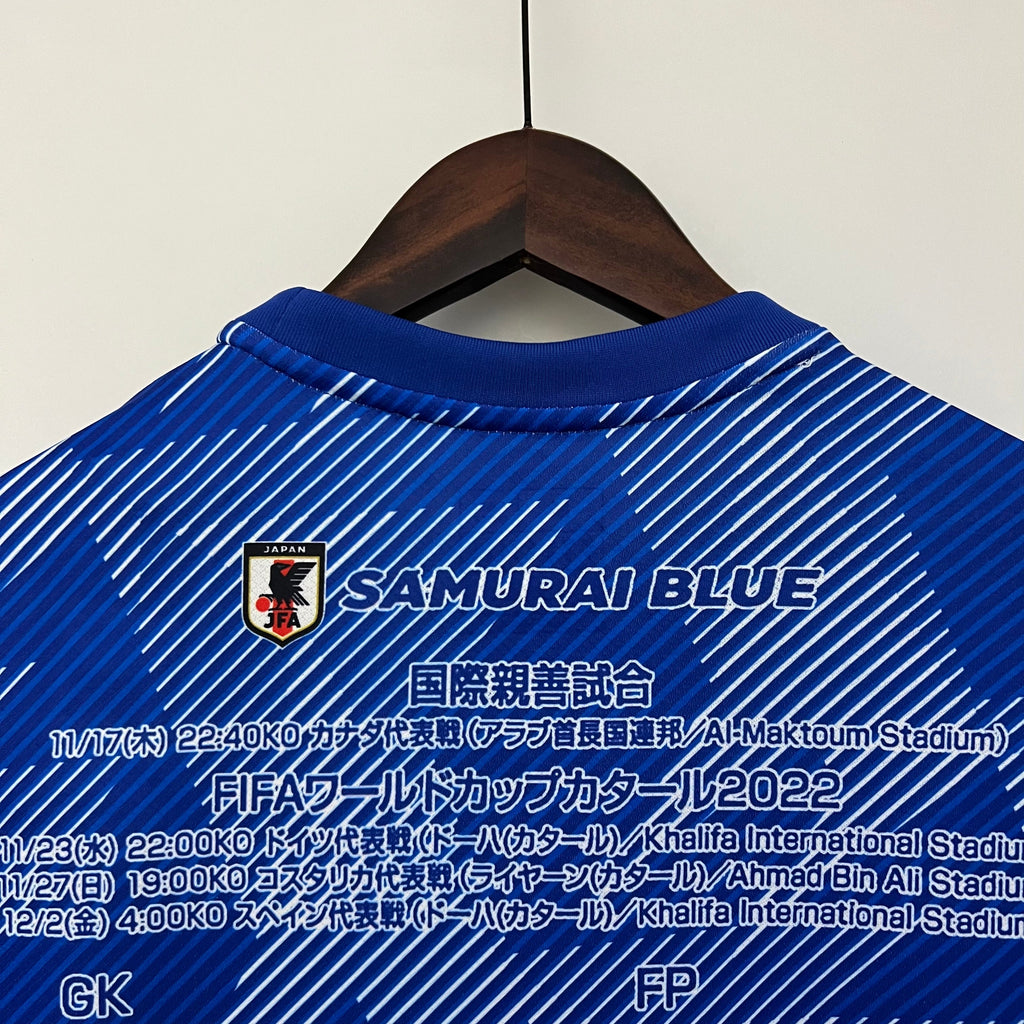 JAPAN
JFA
SAMURAI BLUE
国際親善試合
11/17(木) 22:40KO カナダ代表戦（アラブ首長国連邦／Al-Maktoum Stadium）
FIFAワールドカップカタール2022
11/23(水) 22:00KO ドイツ代表戦（ドーハ(カタール)／Khalifa International
11/27(日) 19:00KO コスタリカ代表戦（ライヤーン(カタール)／Ahmad Bin Ali
12/2(金) 4:00KO スペイン代表戦（ドーハ(カタール)／Khalifa International
GK FP